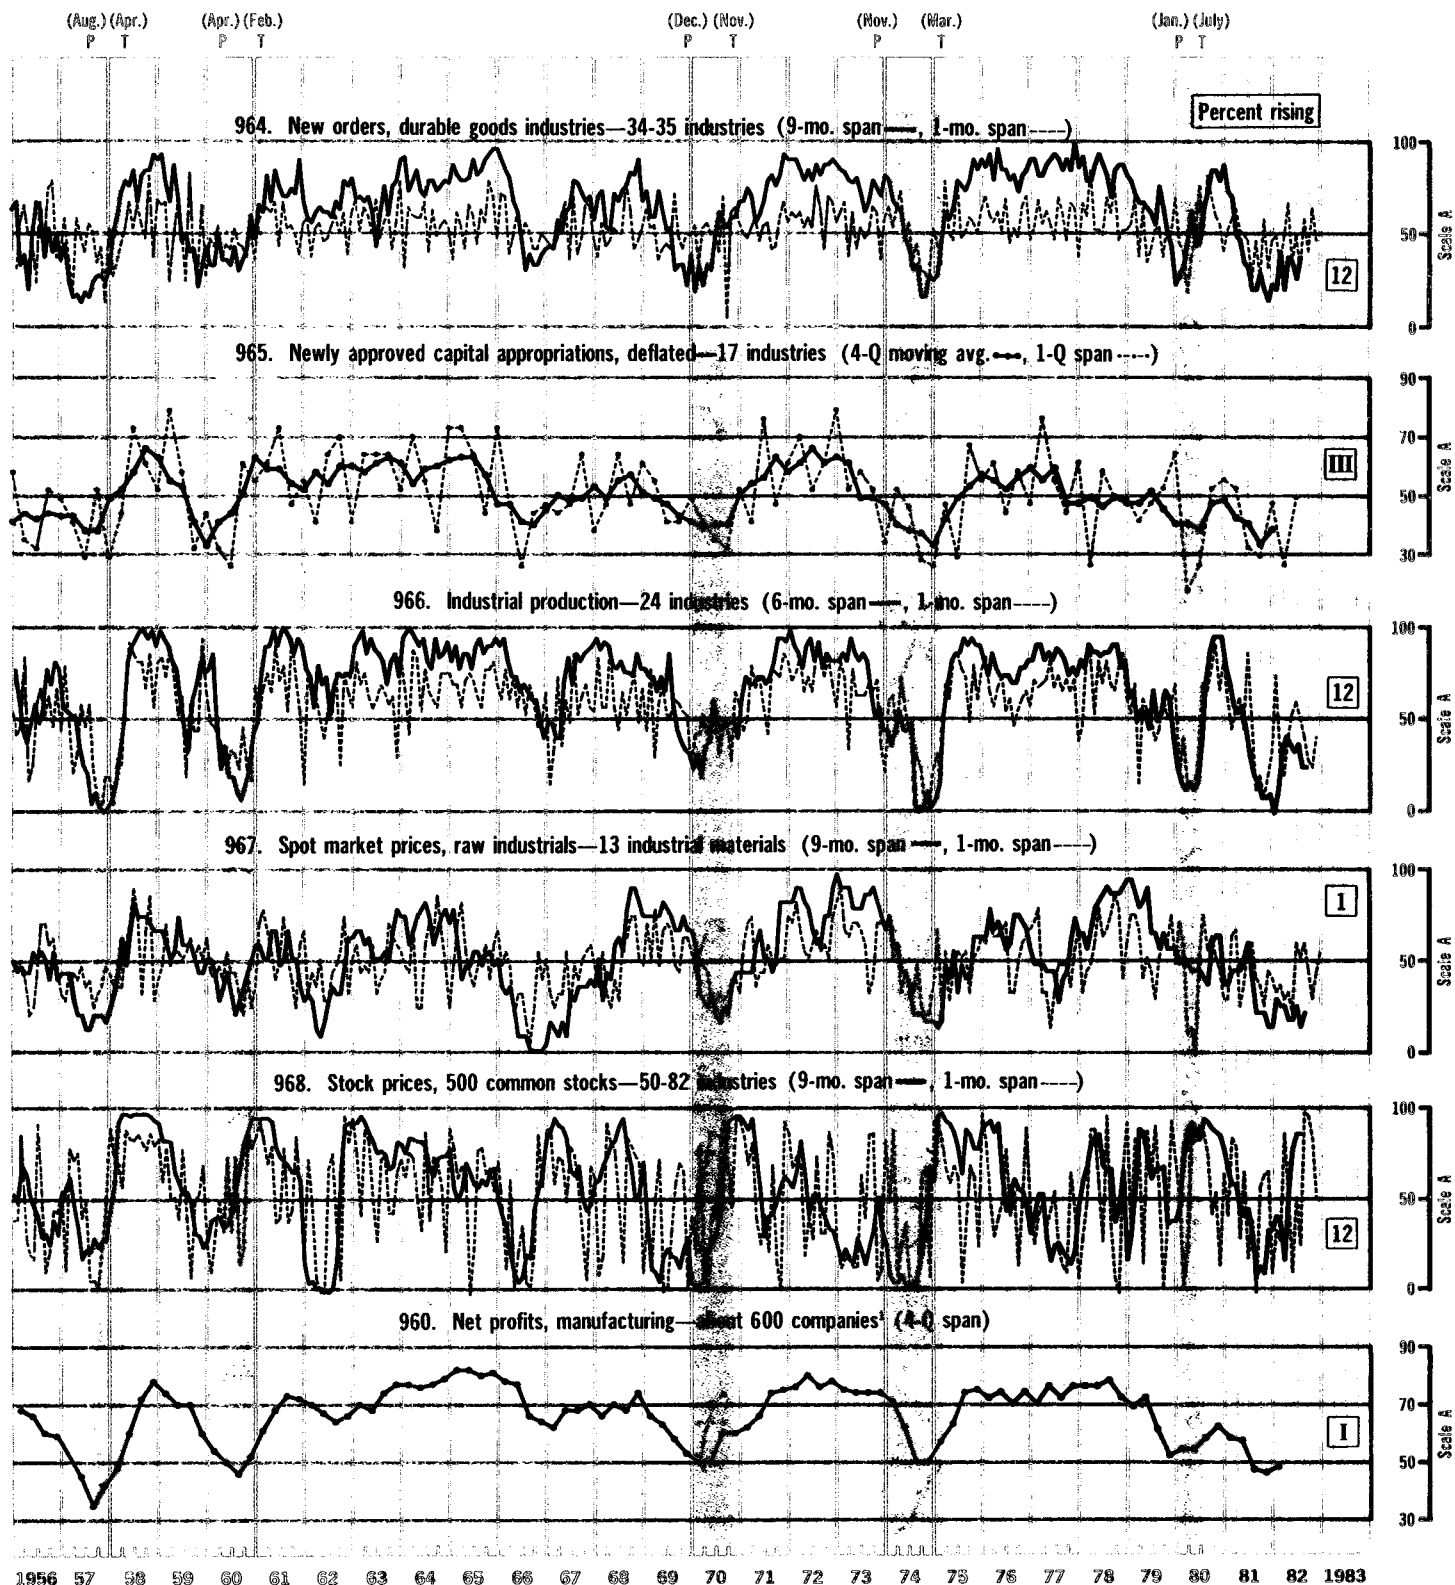 (Aug.) (Apr.) (Apr.) (Feb.) (Dec.) (Nov.) (Nov.) (Mar.) (Jan.) (July)
P T P T P T P T P T
Percent rising
964. New orders, durable goods industries—34-35 industries (9-mo. span——, 1-mo. span----)
100
50
0
Scale A
12
965. Newly approved capital appropriations, deflated—17 industries (4-Q moving avg.•—•, 1-Q span•----•)
90
70
50
30
Scale A
III
966. Industrial production—24 industries (6-mo. span——, 1-mo. span----)
100
50
0
Scale A
12
967. Spot market prices, raw industrials—13 industrial materials (9-mo. span——, 1-mo. span----)
100
50
0
Scale A
1
968. Stock prices, 500 common stocks—50-82 industries (9-mo. span——, 1-mo. span----)
100
50
0
Scale A
12
960. Net profits, manufacturing—about 600 companies¹ (4-Q span)
90
70
50
30
Scale A
I
1956 57 58 59 60 61 62 63 64 65 66 67 68 69 70 71 72 73 74 75 76 77 78 79 80 81 82 1983